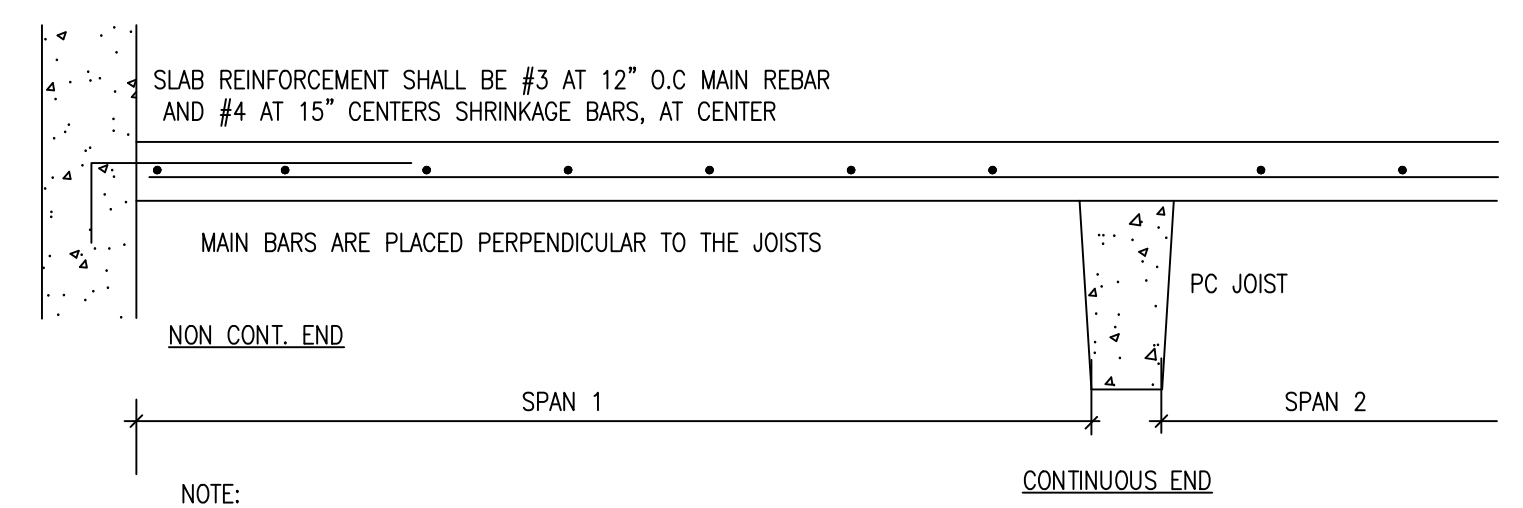 SLAB REINFORCEMENT SHALL BE #3 AT 12” O.C MAIN REBAR
AND #4 AT 15” CENTERS SHRINKAGE BARS, AT CENTER
MAIN BARS ARE PLACED PERPENDICULAR TO THE JOISTS
PC JOIST
NON CONT. END
SPAN 1
SPAN 2
CONTINUOUS END
NOTE: